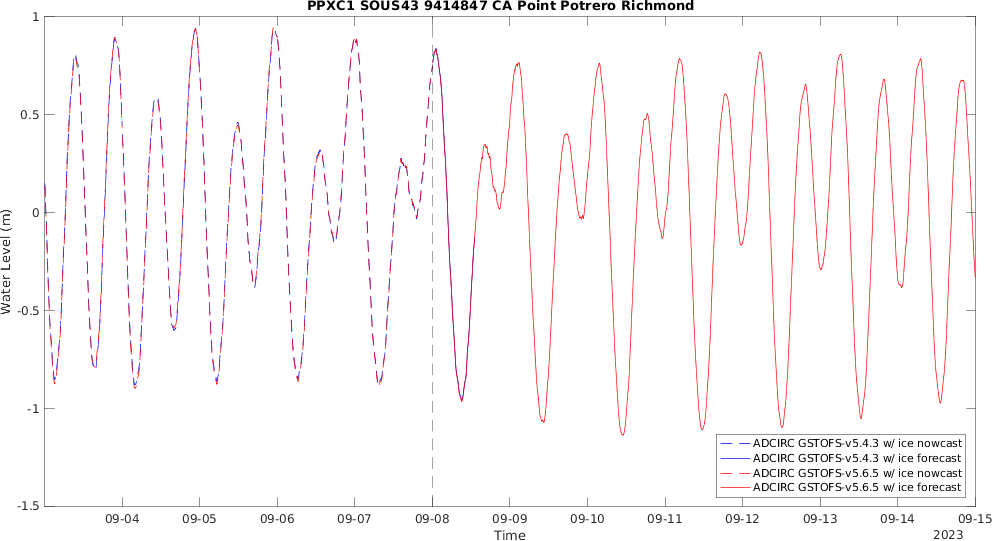 PPXC1 SOUS43 9414847 CA Point Potrero Richmond
1
0.5
0
-0.5
-1
-1.5
Water Level (m)
ADCIRC GSTOFS-v5.4.3 w/ ice nowcast
ADCIRC GSTOFS-v5.4.3 w/ ice forecast
ADCIRC GSTOFS-v5.6.5 w/ ice nowcast
ADCIRC GSTOFS-v5.6.5 w/ ice forecast
09-04 09-05 09-06 09-07 09-08 09-09 09-10 09-11 09-12 09-13 09-14 09-15
Time
2023